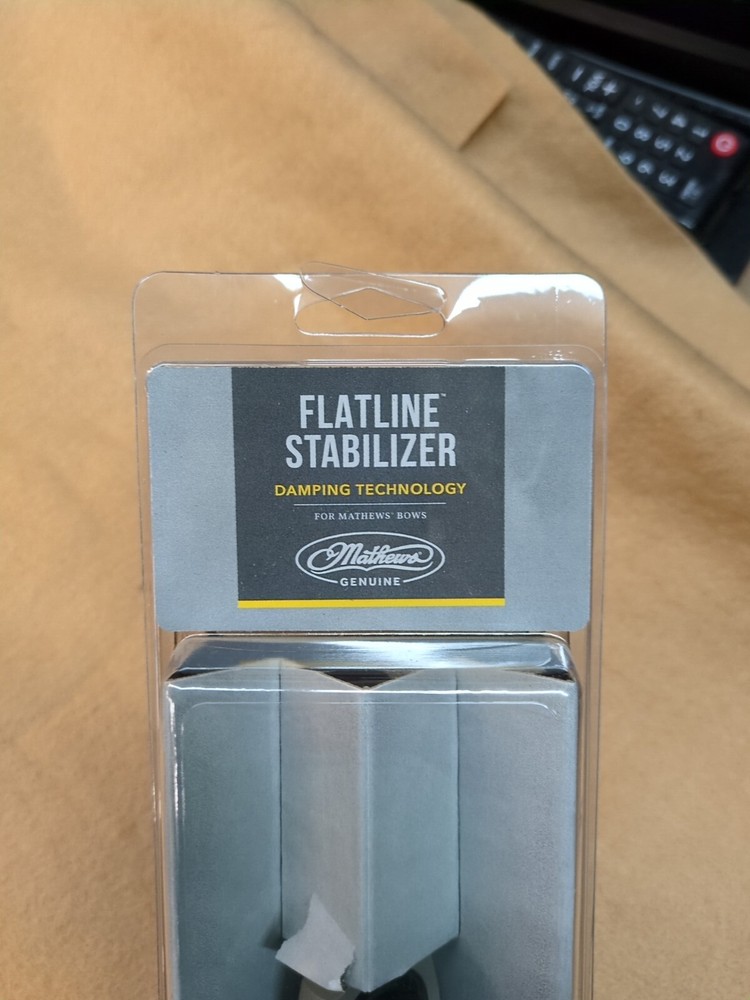 FLATLINE™
STABILIZER
DAMPING TECHNOLOGY
FOR MATHEWS® BOWS
Mathews
GENUINE